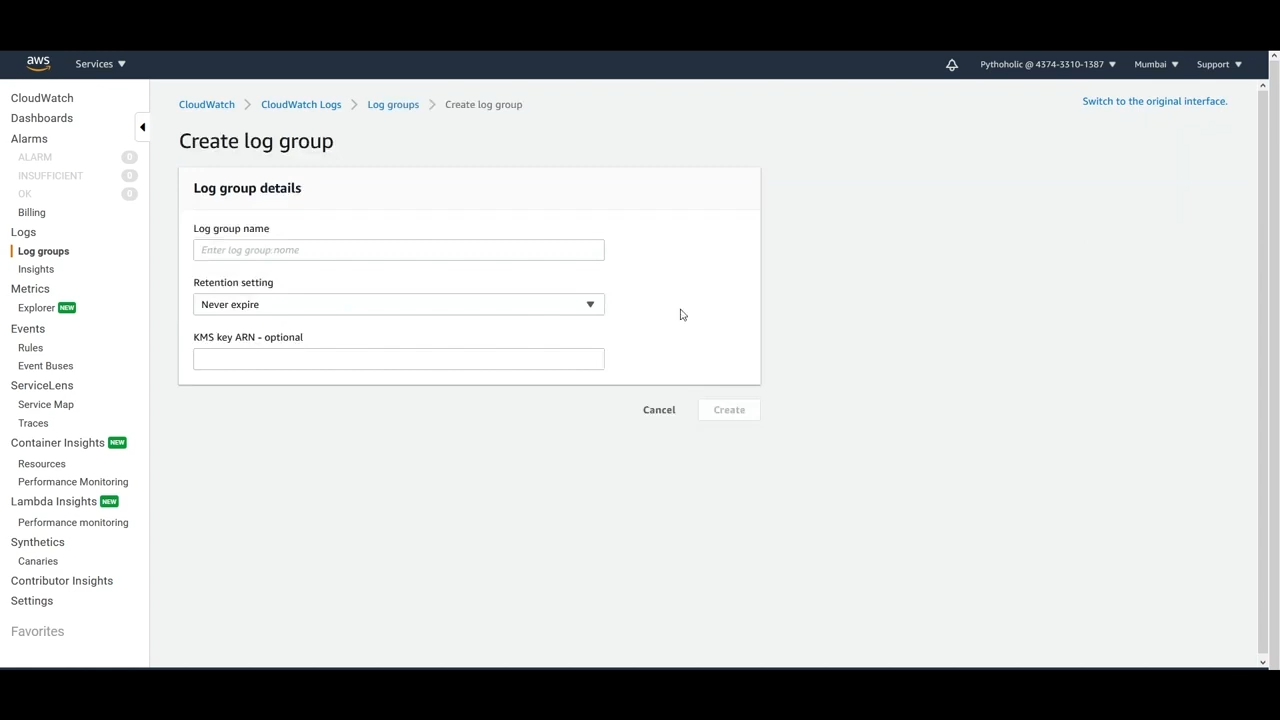 aws
Services
Pythoholic @ 4374-3310-1387
Mumbai
Support
CloudWatch
Dashboards
Alarms
ALARM 0
INSUFFICIENT 0
OK 0
Billing
Logs
Log groups
Insights
Metrics
Explorer NEW
Events
Rules
Event Buses
ServiceLens
Service Map
Traces
Container Insights NEW
Resources
Performance Monitoring
Lambda Insights NEW
Performance monitoring
Synthetics
Canaries
Contributor Insights
Settings
Favorites
CloudWatch > CloudWatch Logs > Log groups > Create log group
Switch to the original interface.
Create log group
Log group details
Log group name
Enter log group name
Retention setting
Never expire
KMS key ARN - optional
Cancel
Create